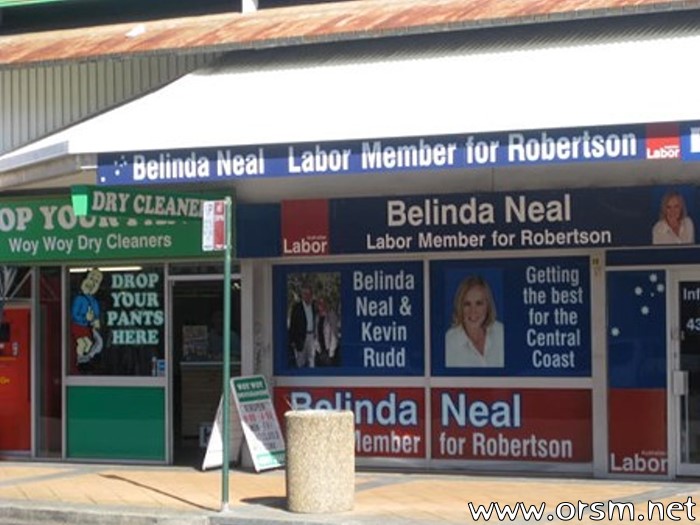 Belinda Neal Labor Member for Robertson
Labor
DRY CLEANE
OP YOUR
Woy Woy Dry Cleaners
Australian
Labor
Belinda Neal
Labor Member for Robertson
DROP
YOUR
PANTS
HERE
Belinda
Neal &
Kevin
Rudd
Getting
the best
for the
Central
Coast
Belinda Neal
Member for Robertson
Australian
Labor
WOY WOY
www.orsm.net